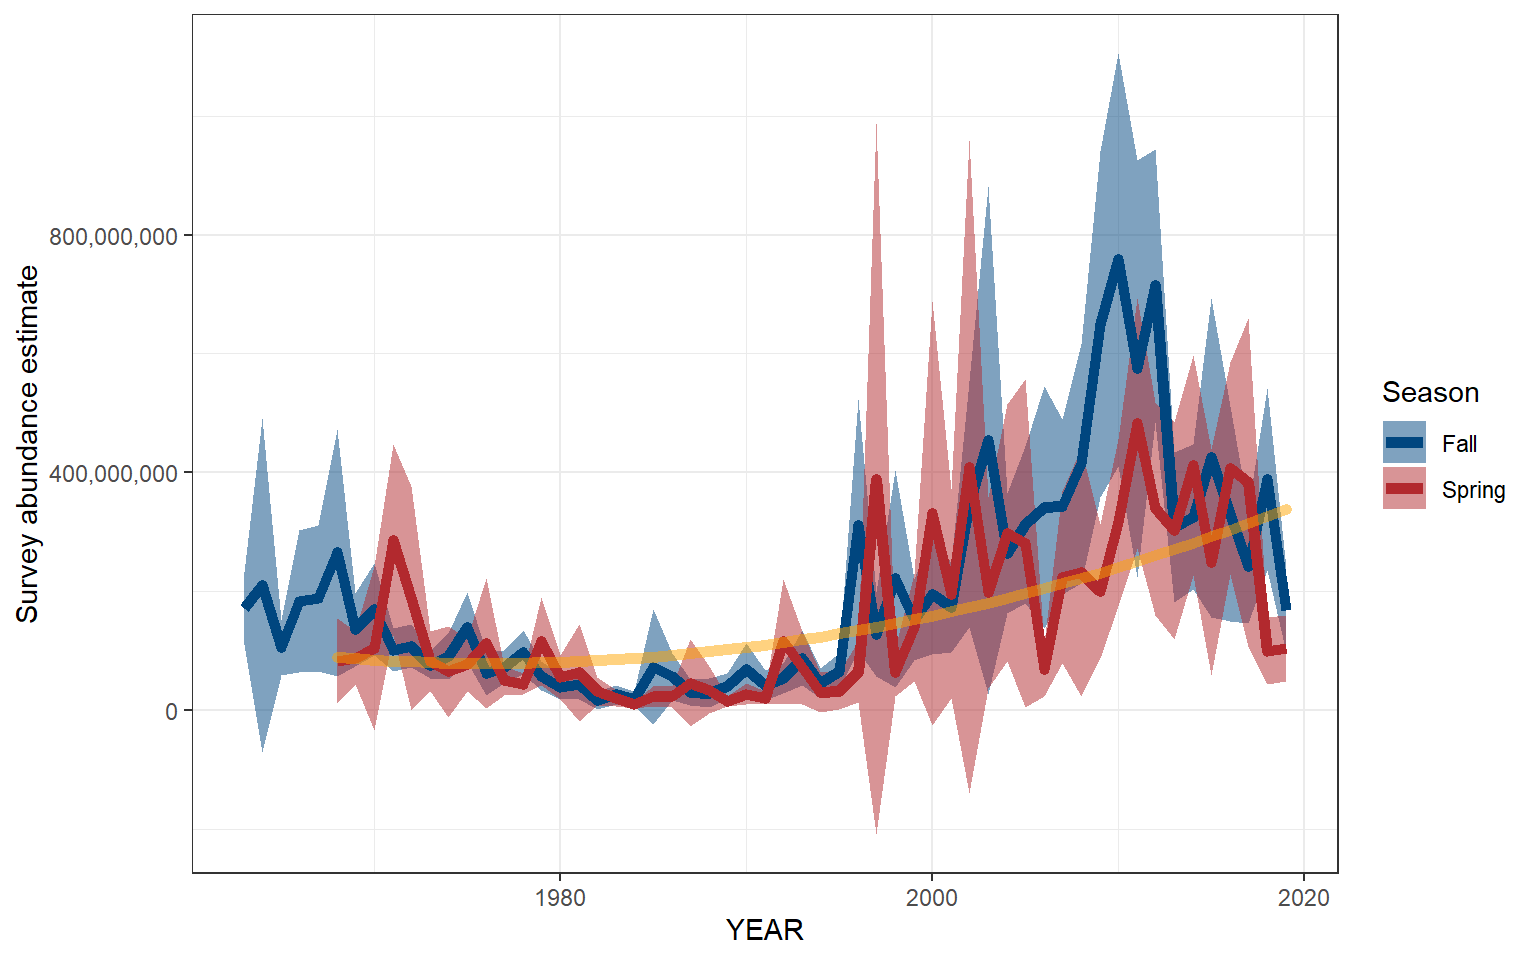 Survey abundance estimate
800,000,000
400,000,000
0
1980
2000
2020
YEAR
Season
Fall
Spring